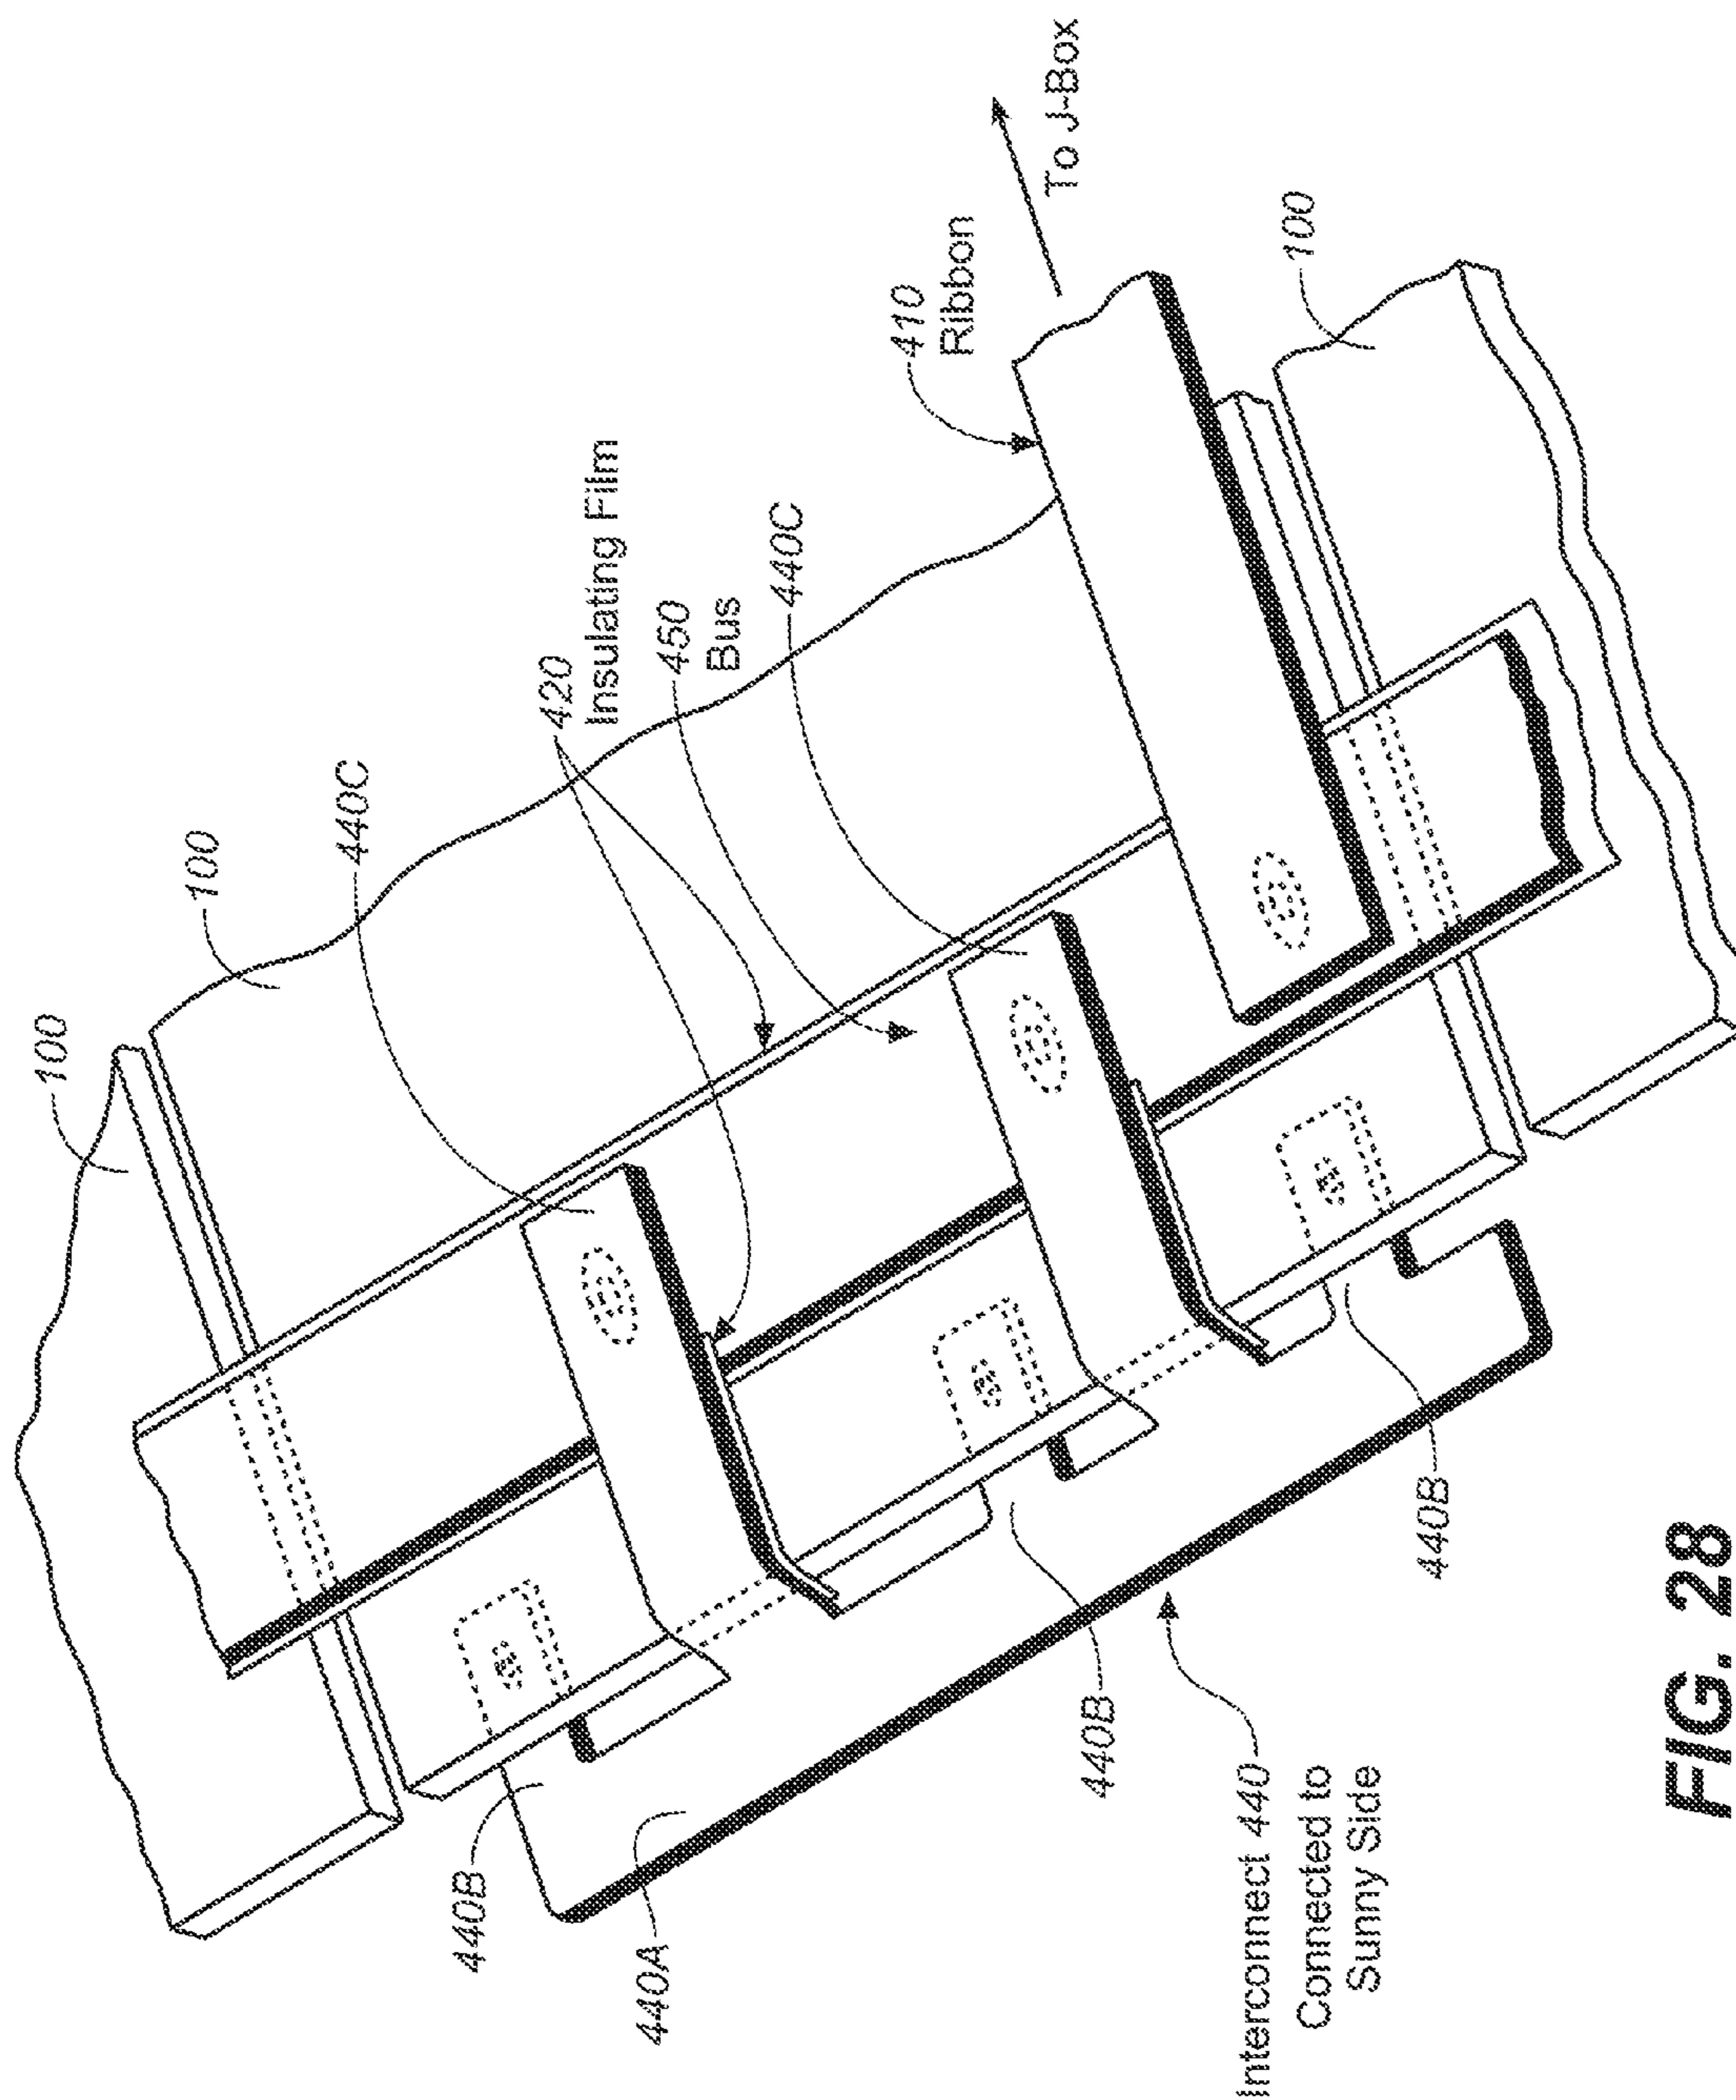 100
100
440C
420
Insulating Film
450
Bus
440C
410
Ribbon
To J-Box
100
440B
440A
440B
440B
Interconnect 440
Connected to
Sunny Side
FIG. 28